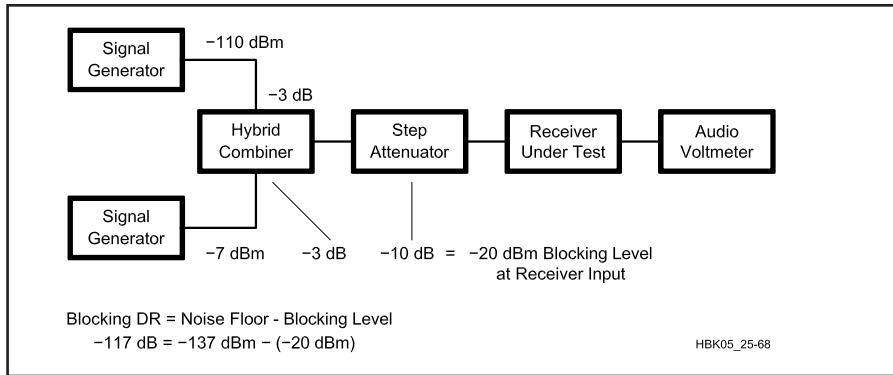 Signal
Generator
−110 dBm
−3 dB
Hybrid
Combiner
Step
Attenuator
Receiver
Under Test
Audio
Voltmeter
Signal
Generator
−7 dBm −3 dB −10 dB = −20 dBm Blocking Level
at Receiver Input
Blocking DR = Noise Floor - Blocking Level
−117 dB = −137 dBm − (−20 dBm)
HBK05_25-68